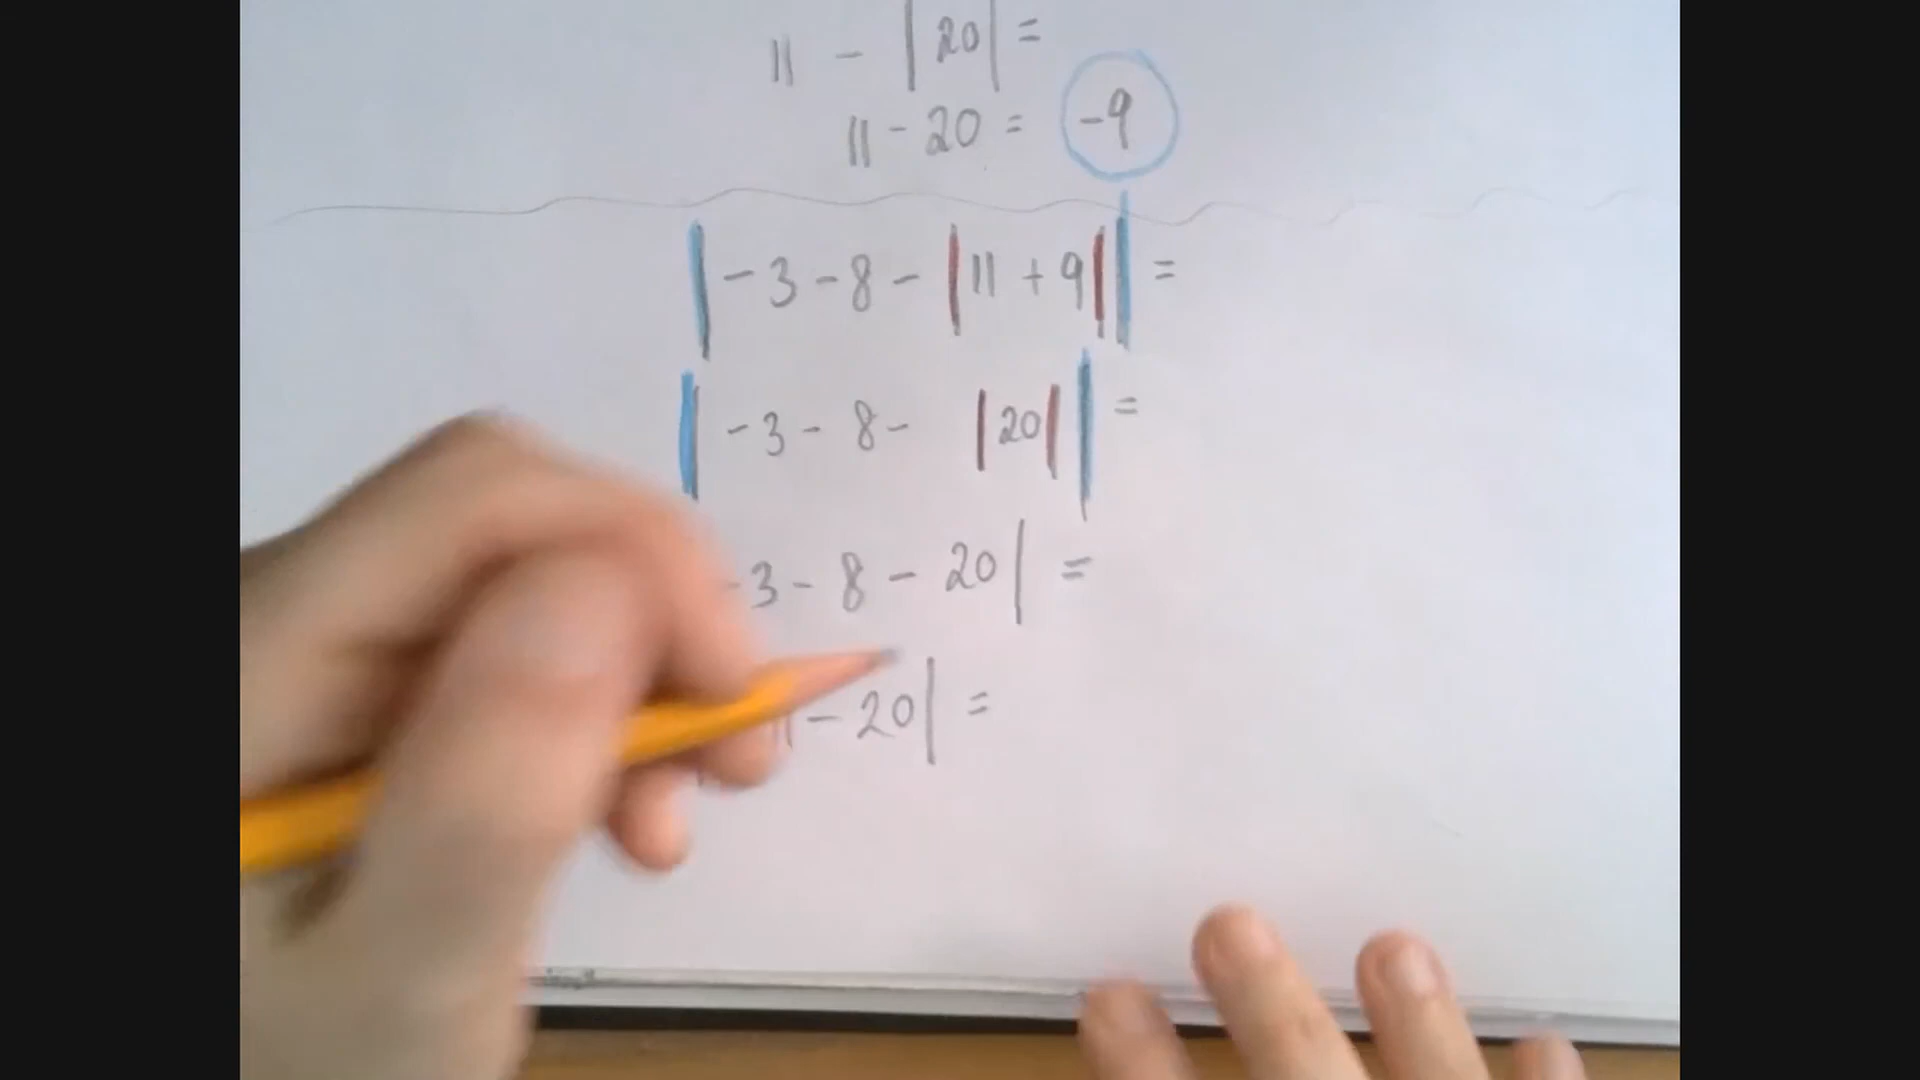 11 - |20| =
11 - 20 = -9
|-3-8-|11+9|| =
|-3-8- |20|| =
-3-8-20| =
-20| =